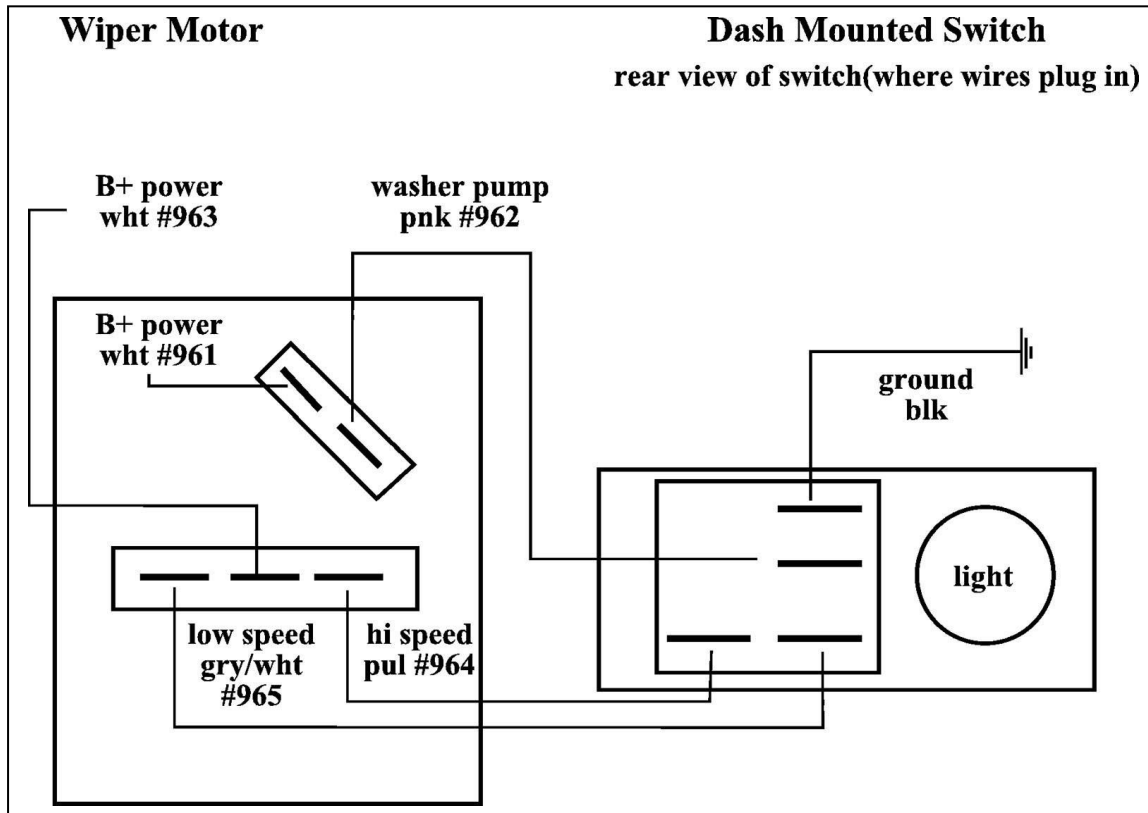 Wiper Motor
Dash Mounted Switch
rear view of switch(where wires plug in)
B+ power
wht #963
washer pump
pnk #962
B+ power
wht #961
ground
blk
light
low speed
gry/wht
#965
hi speed
pul #964